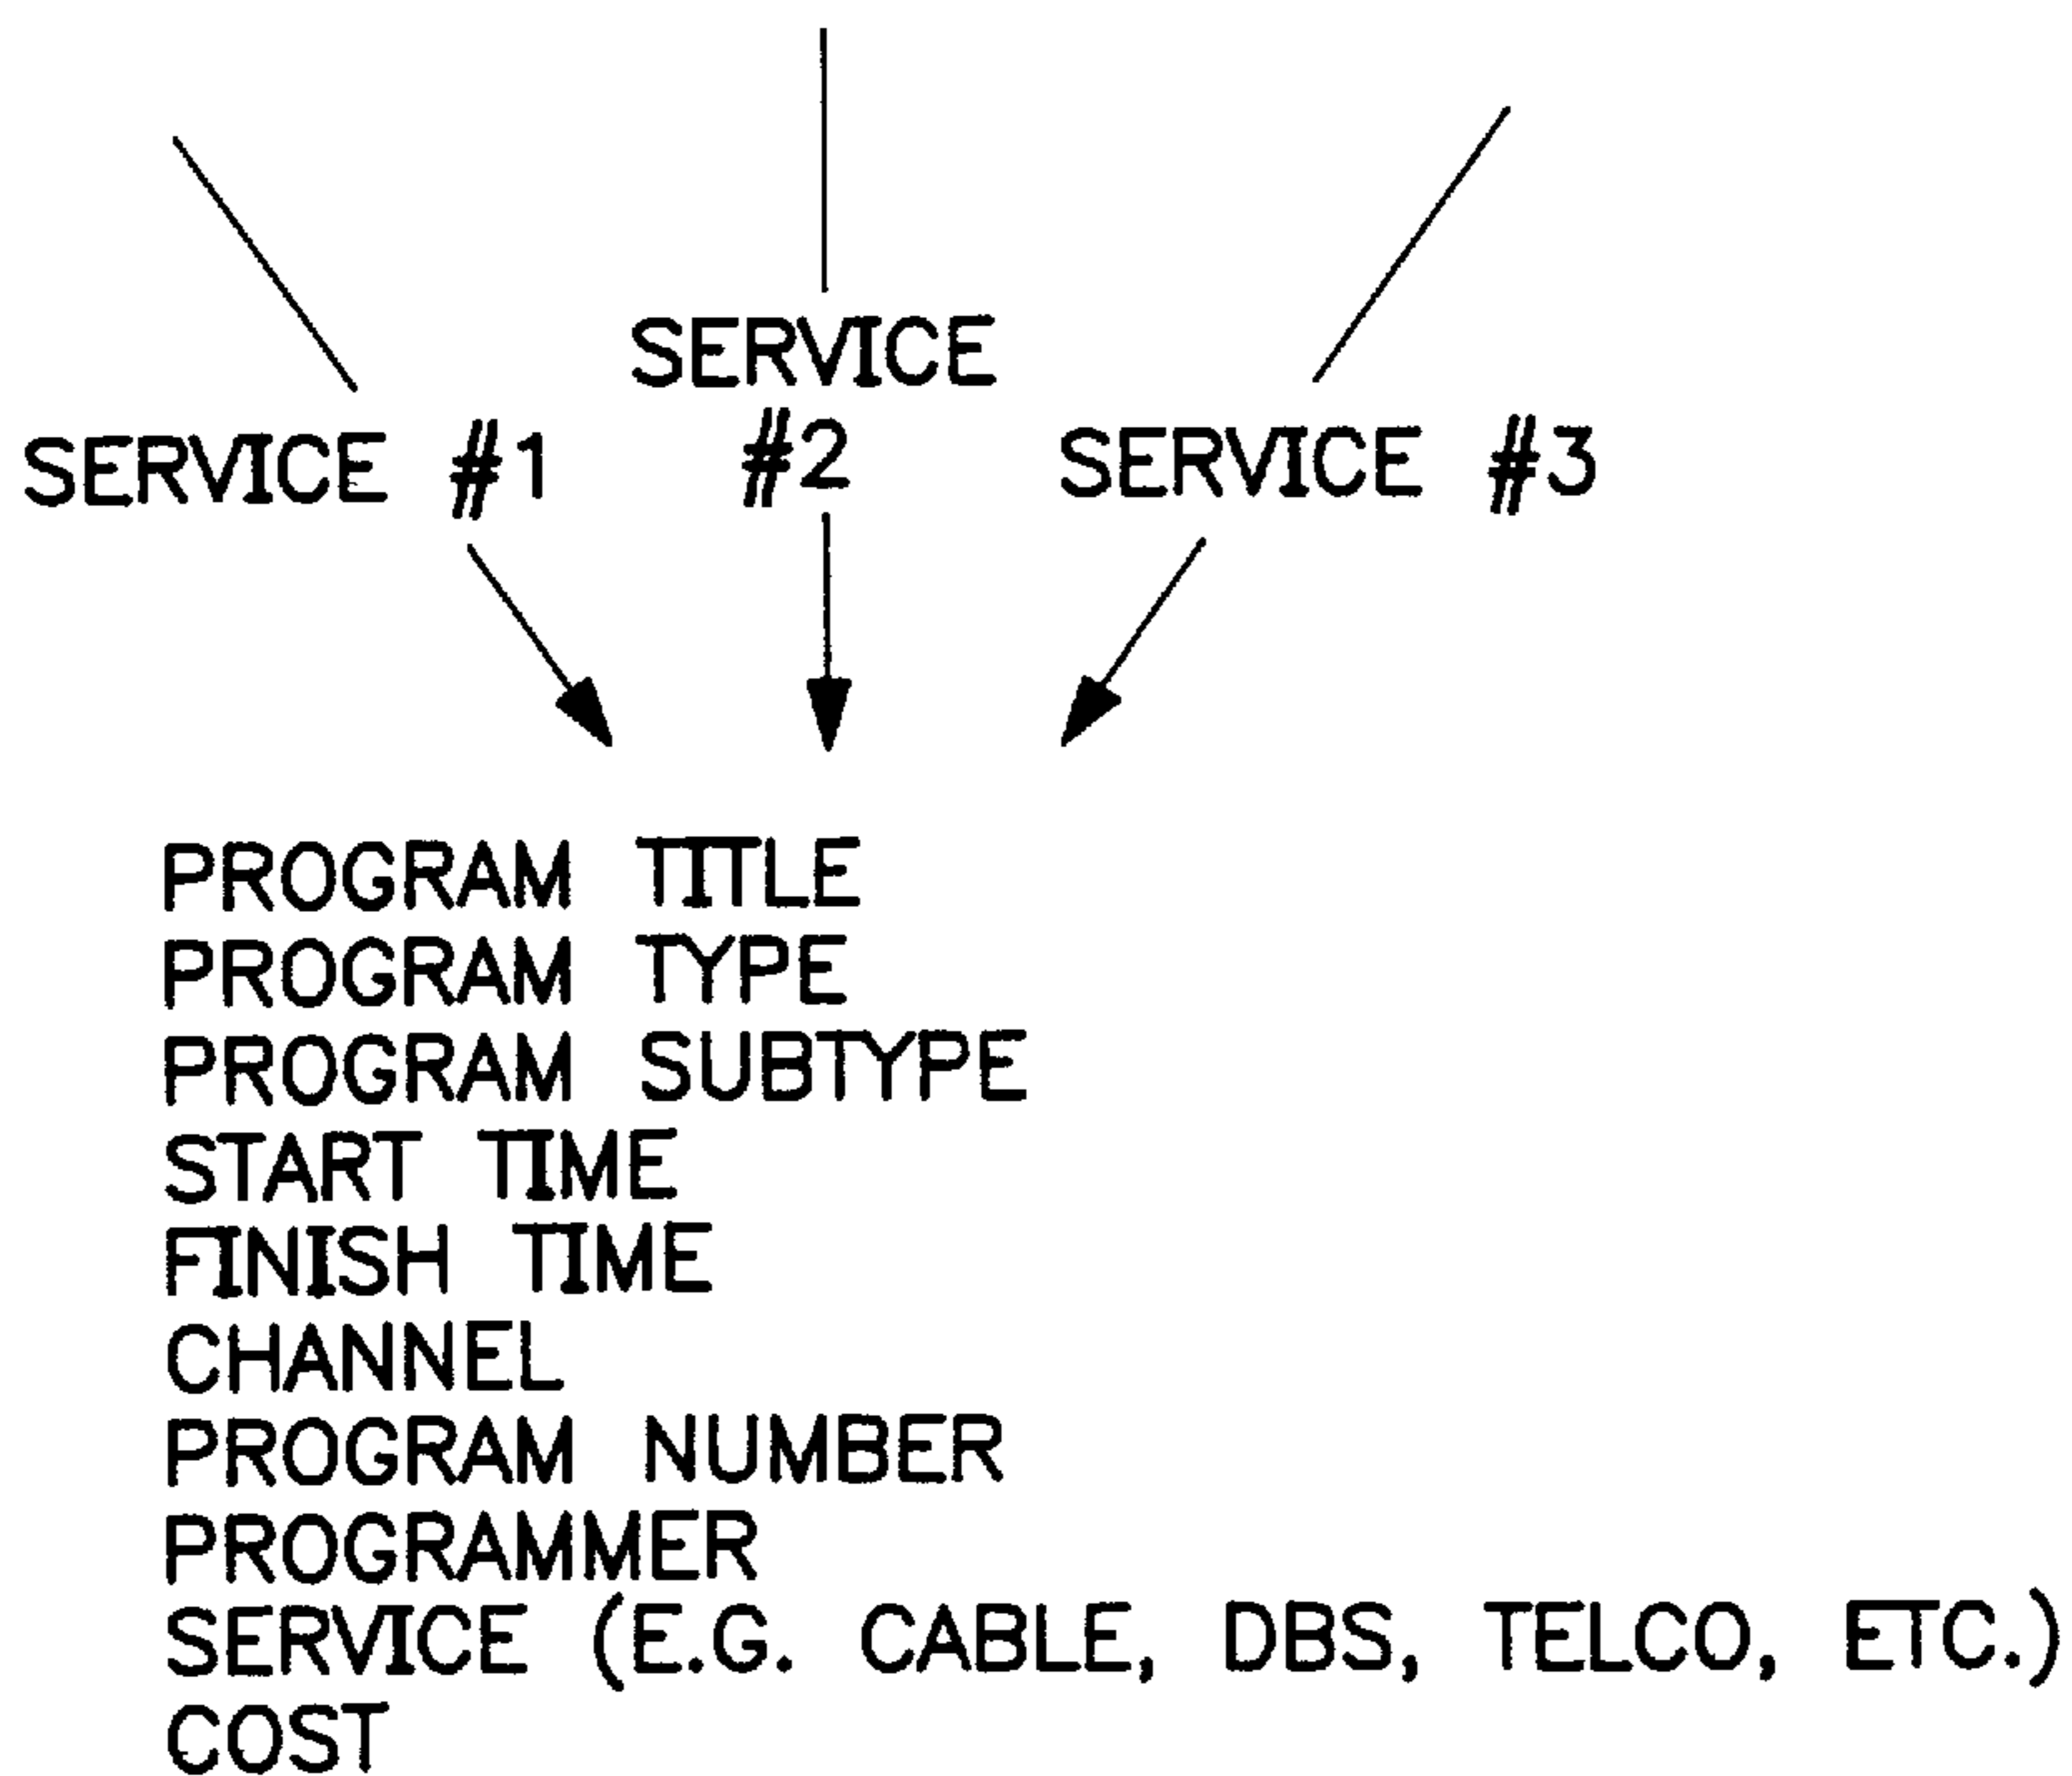 SERVICE #1
SERVICE
#2
SERVICE #3
PROGRAM TITLE
PROGRAM TYPE
PROGRAM SUBTYPE
START TIME
FINISH TIME
CHANNEL
PROGRAM NUMBER
PROGRAMMER
SERVICE (E.G. CABLE, DBS, TELCO, ETC.)
COST